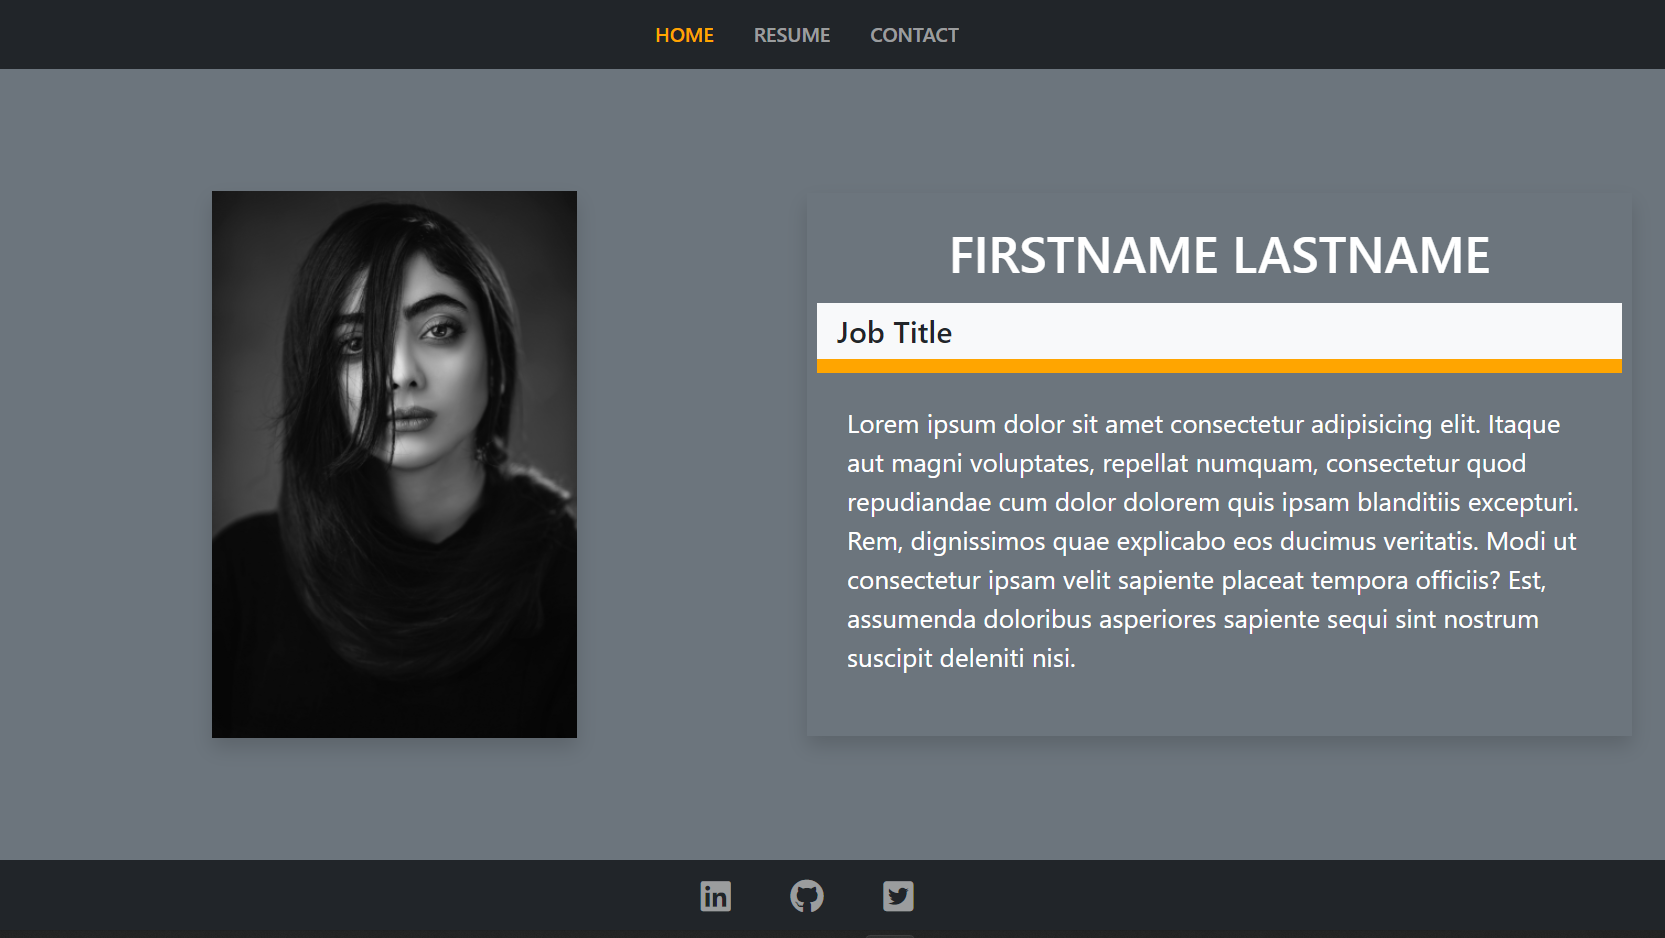 HOME RESUME CONTACT
FIRSTNAME LASTNAME
Job Title
Lorem ipsum dolor sit amet consectetur adipisicing elit. Itaque
aut magni voluptates, repellat numquam, consectetur quod
repudiandae cum dolor dolorem quis ipsam blanditiis excepturi.
Rem, dignissimos quae explicabo eos ducimus veritatis. Modi ut
consectetur ipsam velit sapiente placeat tempora officiis? Est,
assumenda doloribus asperiores sapiente sequi sint nostrum
suscipit deleniti nisi.
in